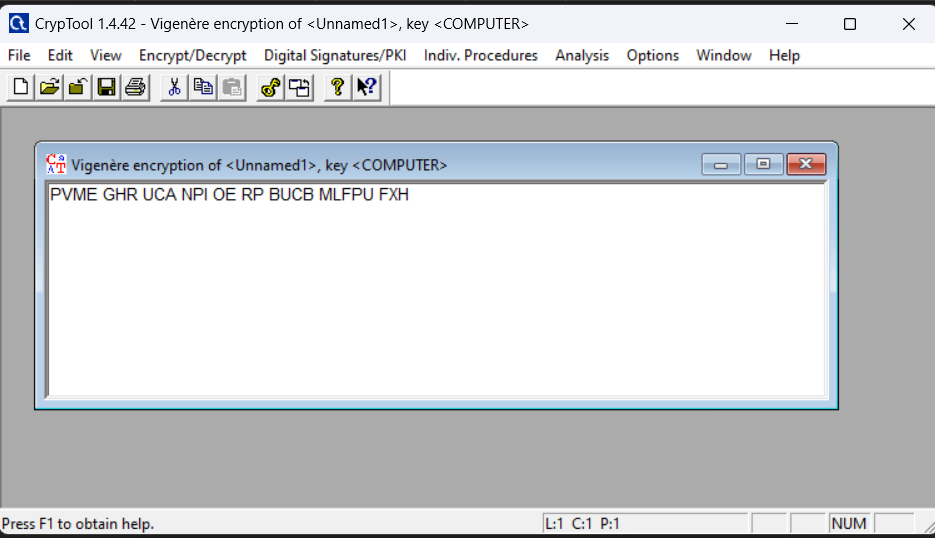 CrypTool 1.4.42 - Vigenère encryption of <Unnamed1>, key <COMPUTER>
File Edit View Encrypt/Decrypt Digital Signatures/PKI Indiv. Procedures Analysis Options Window Help
Vigenère encryption of <Unnamed1>, key <COMPUTER>
PVME GHR UCA NPI OE RP BUCB MLFPU FXH
Press F1 to obtain help.
L:1 C:1 P:1
NUM